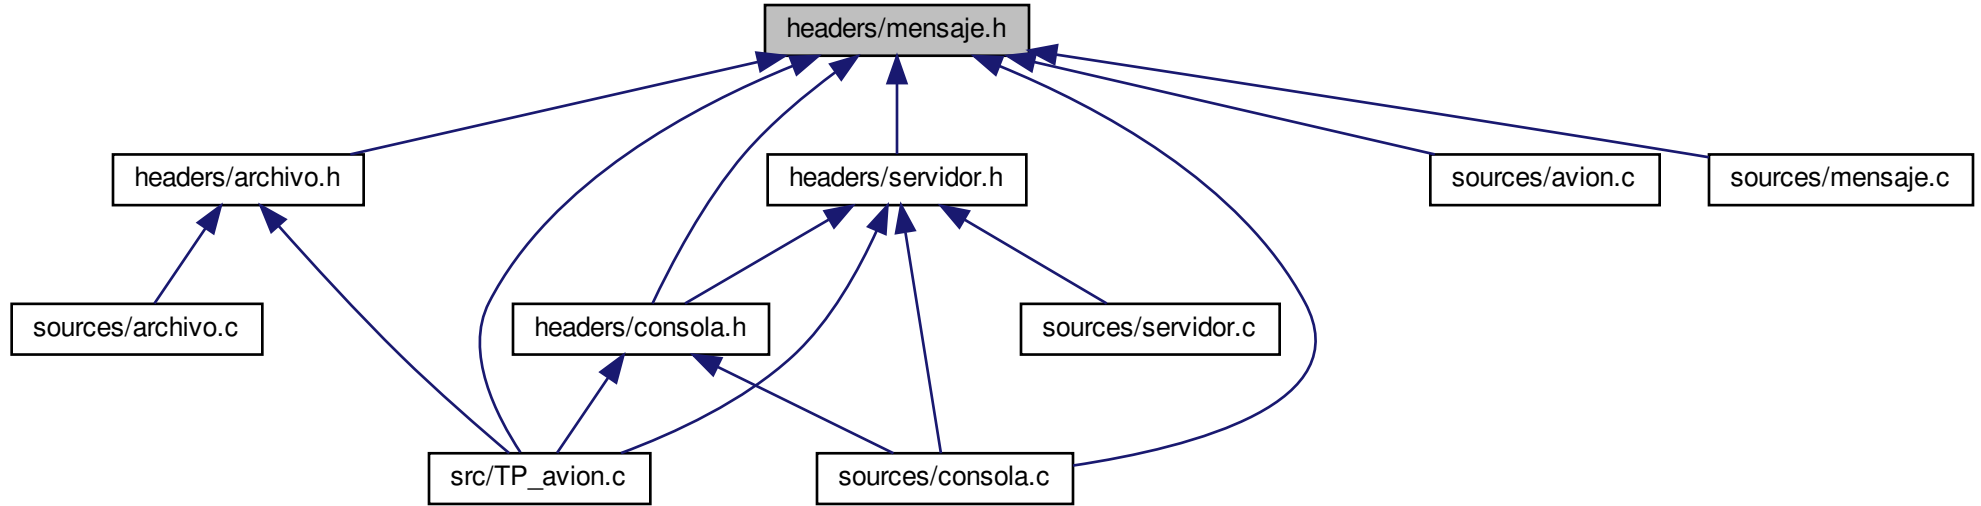 headers/mensaje.h
headers/archivo.h
headers/servidor.h
sources/avion.c
sources/mensaje.c
sources/archivo.c
headers/consola.h
sources/servidor.c
src/TP_avion.c
sources/consola.c